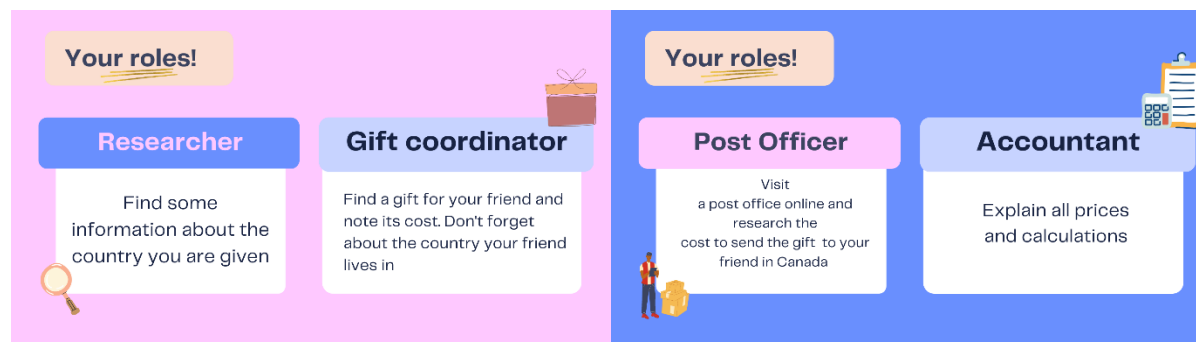 Your roles!
Researcher
Find some
information about the
country you are given
Gift coordinator
Find a gift for your friend and
note its cost. Don't forget
about the country your friend
lives in
Your roles!
Post Officer
Visit
a post office online and
research the
cost to send the gift to your
friend in Canada
Accountant
Explain all prices
and calculations